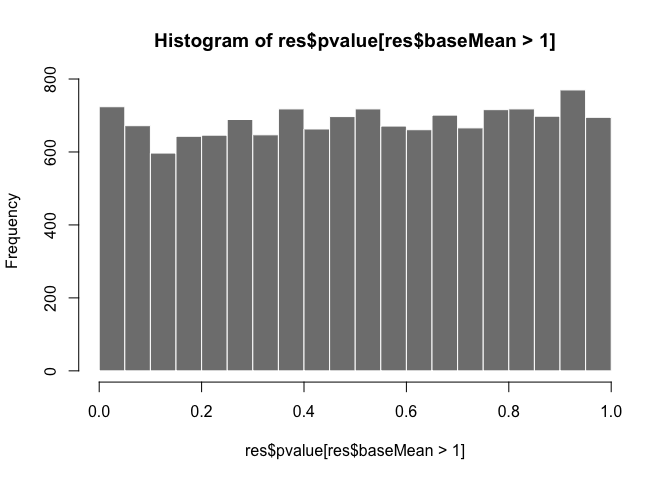 Histogram of res$pvalue[res$baseMean > 1]
Frequency
800
600
400
200
0
0.0 0.2 0.4 0.6 0.8 1.0
res$pvalue[res$baseMean > 1]